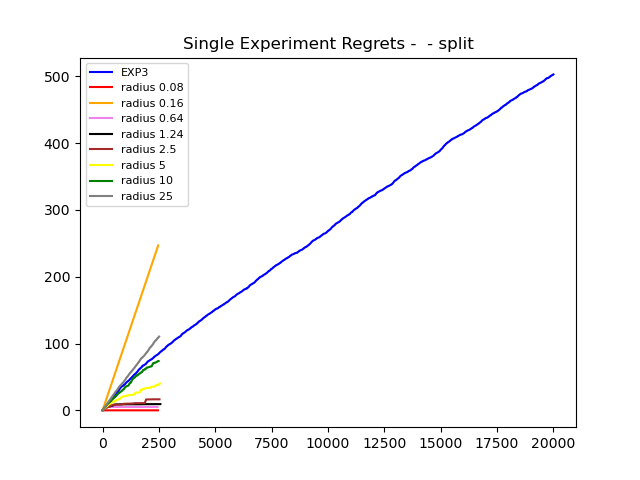 Single Experiment Regrets -  - split
500
400
300
200
100
0
EXP3
radius 0.08
radius 0.16
radius 0.64
radius 1.24
radius 2.5
radius 5
radius 10
radius 25
0 2500 5000 7500 10000 12500 15000 17500 20000